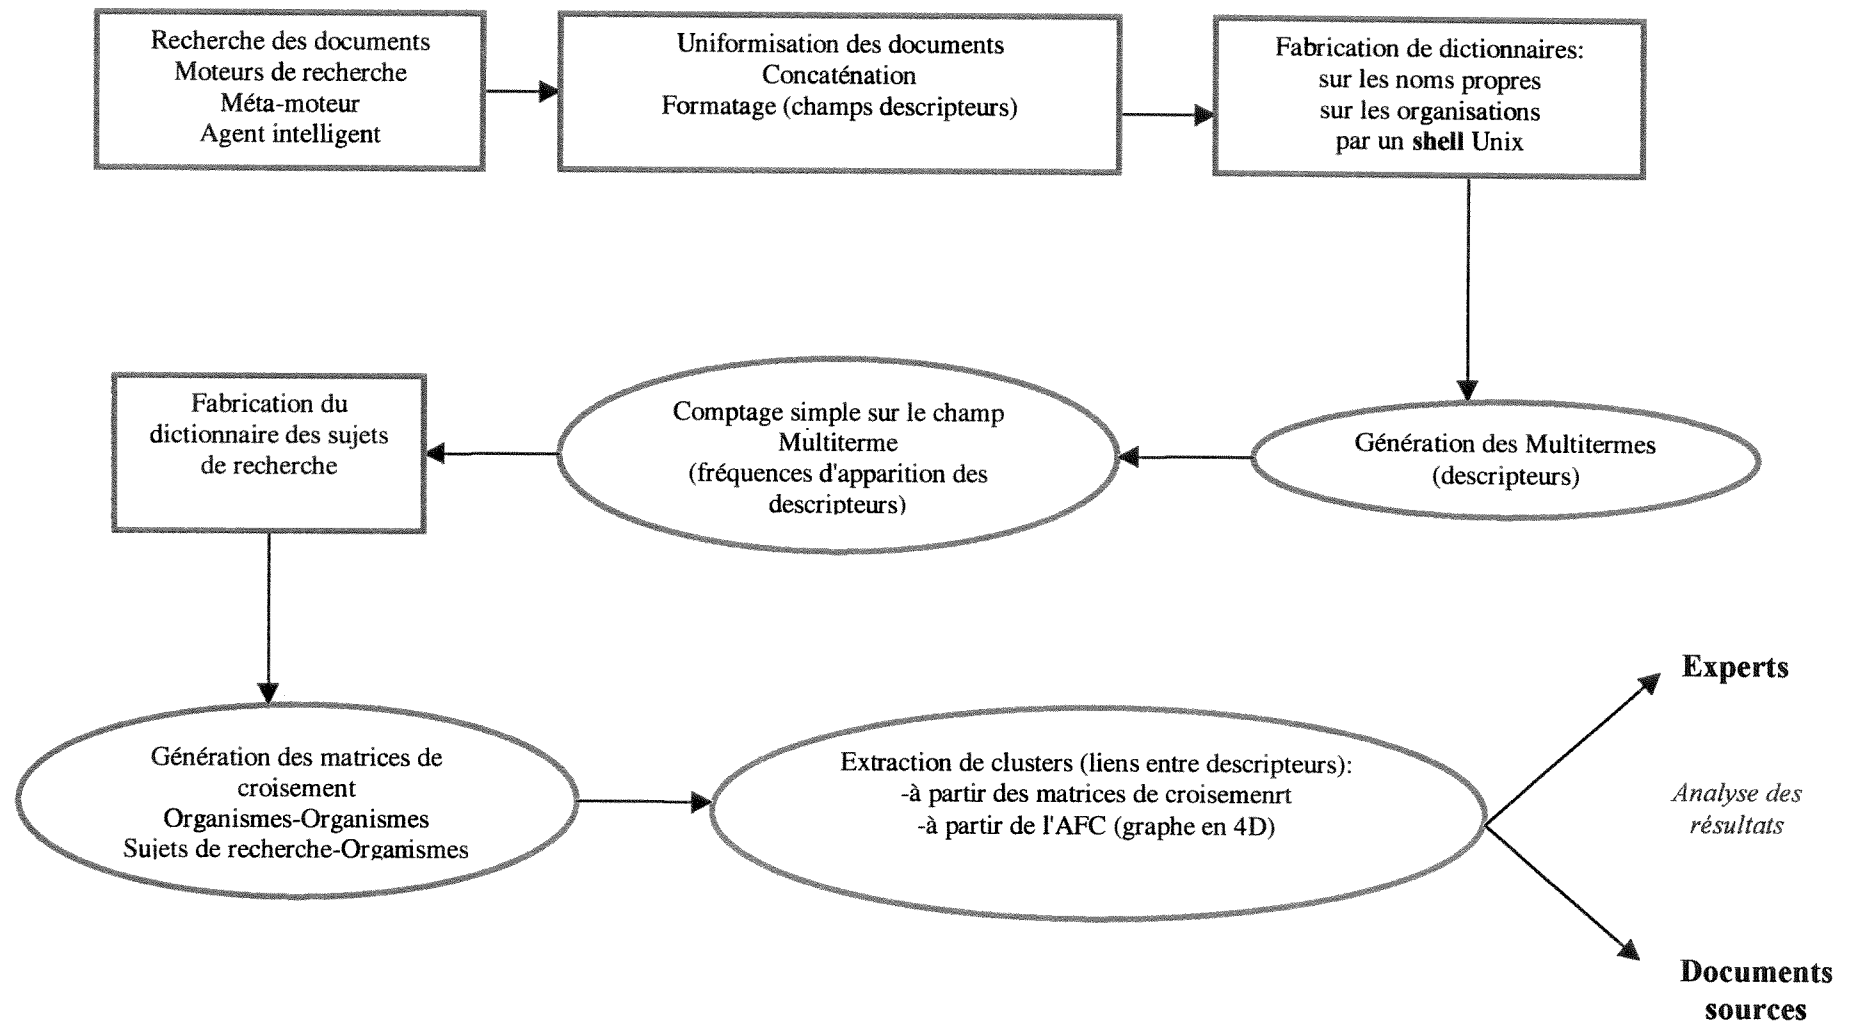 Recherche des documents
Moteurs de recherche
Méta-moteur
Agent intelligent
Uniformisation des documents
Concaténation
Formatage (champs descripteurs)
Fabrication de dictionnaires:
sur les noms propres
sur les organisations
par un shell Unix
Fabrication du
dictionnaire des sujets
de recherche
Comptage simple sur le champ
Multiterme
(fréquences d'apparition des
descripteurs)
Génération des Multitermes
(descripteurs)
Génération des matrices de
croisement
Organismes-Organismes
Sujets de recherche-Organismes
Extraction de clusters (liens entre descripteurs):
-à partir des matrices de croisemenrt
-à partir de l'AFC (graphe en 4D)
Experts
Analyse des
résultats
Documents
sources